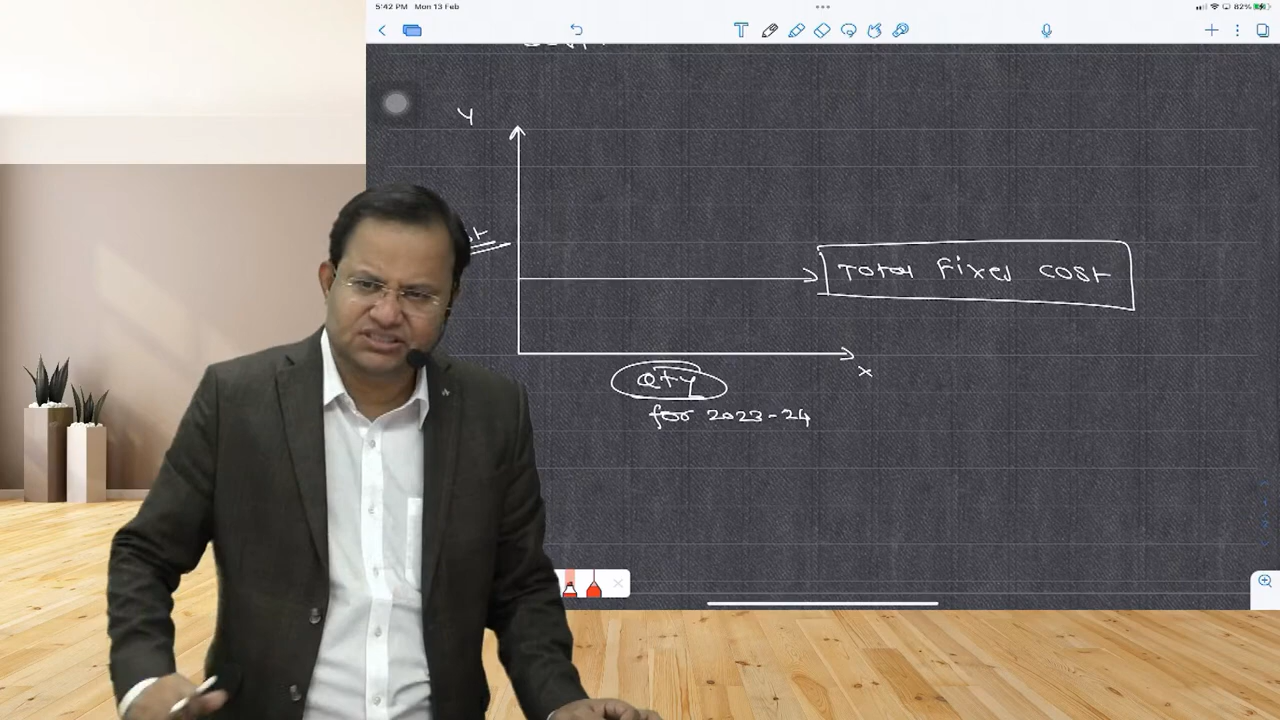 5:42 PM Mon 13 Feb
82%
T
Y
Total Fixed Cost
x
Qty
for 2023-24